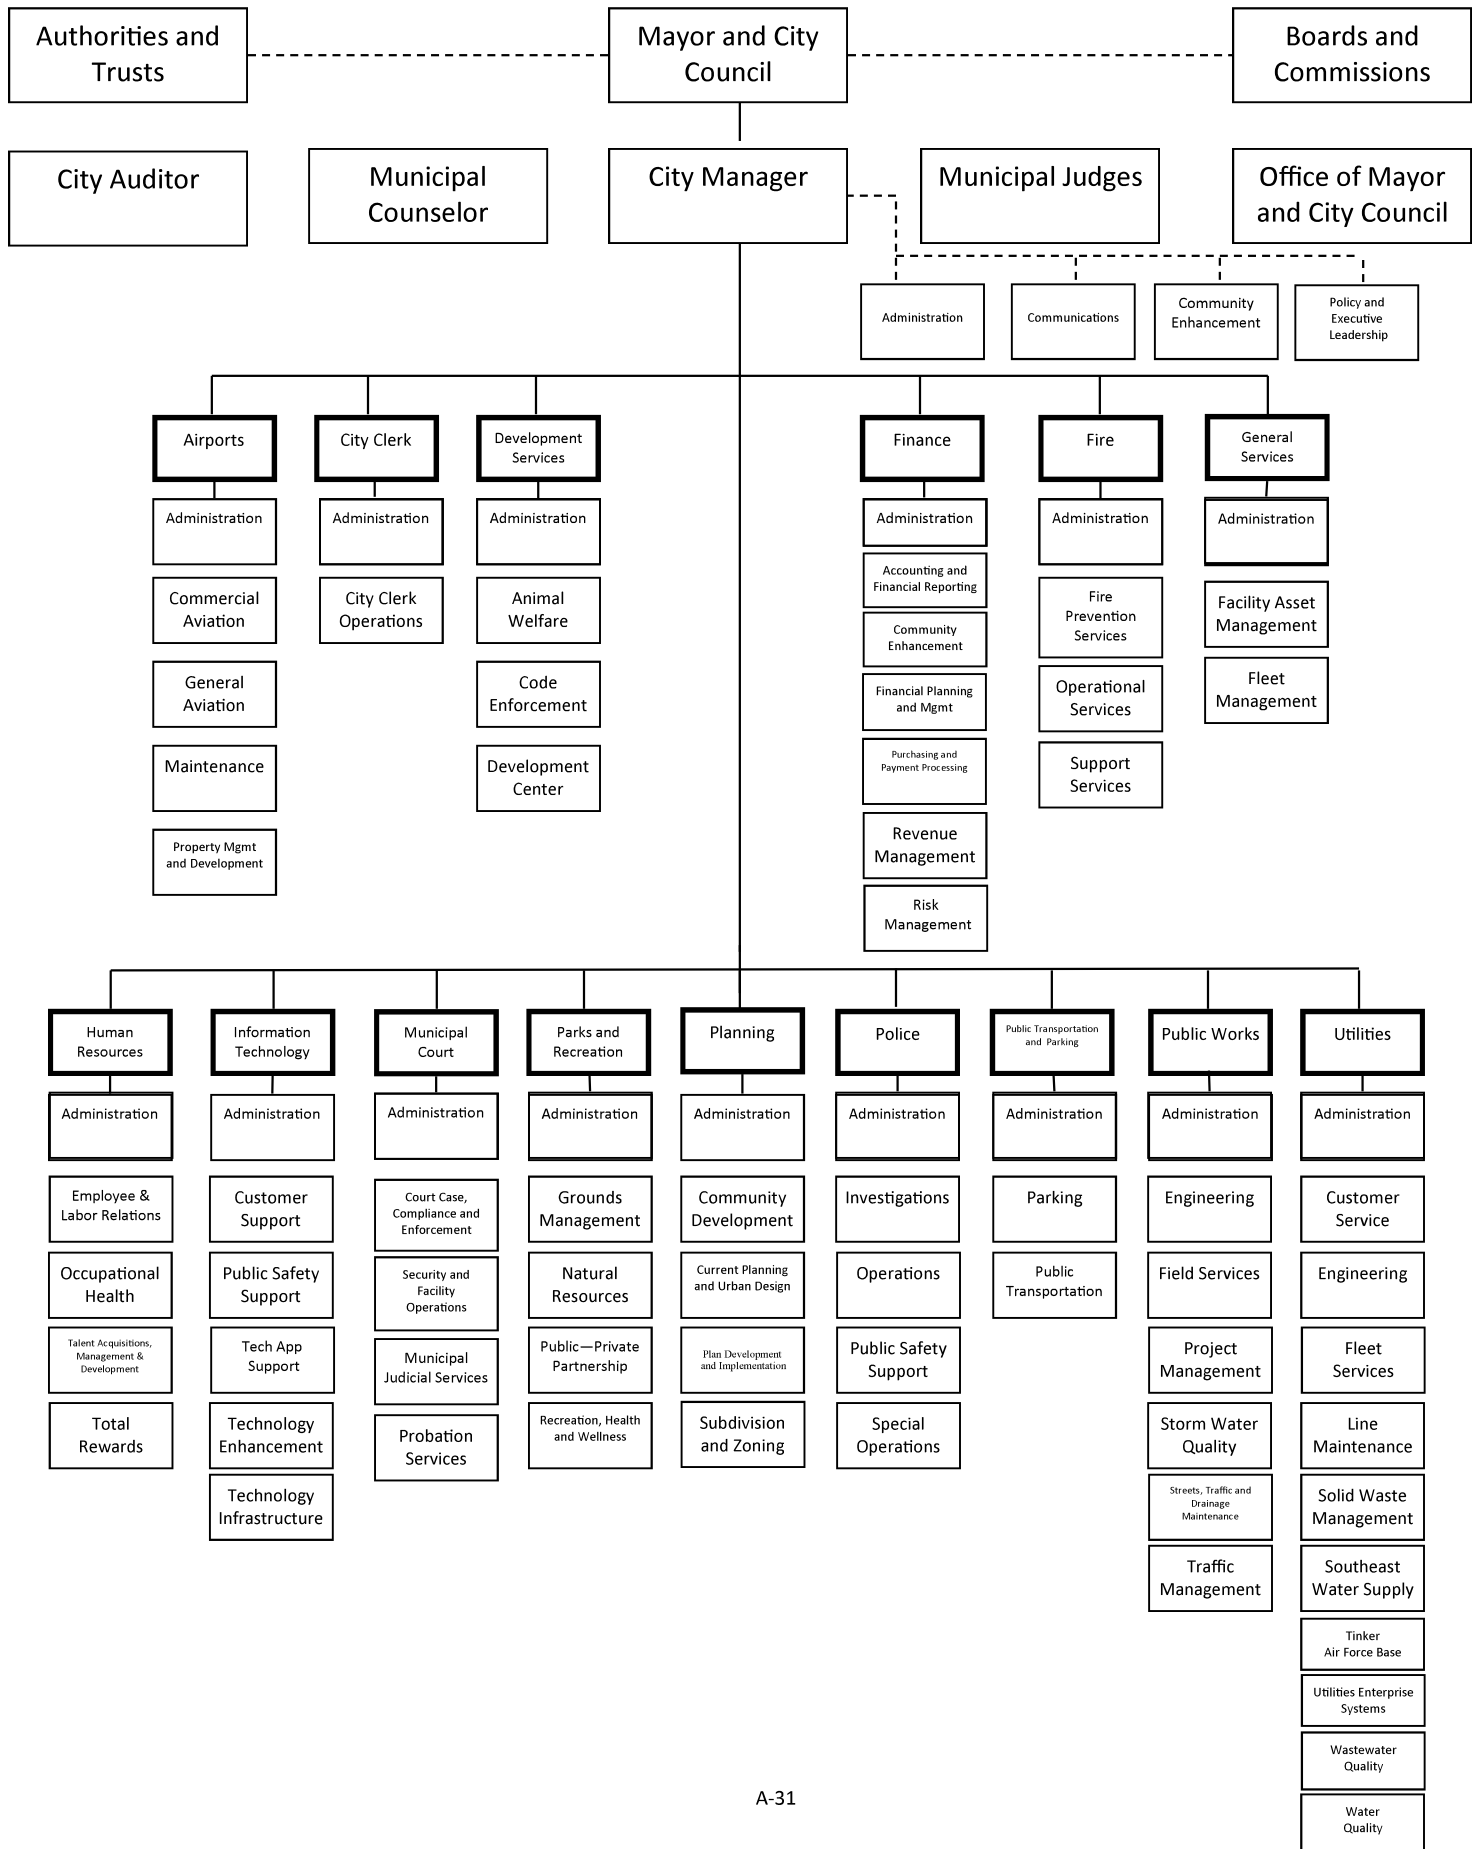 Authorities and
Trusts
Mayor and City
Council
Boards and
Commissions
City Auditor
Municipal
Counselor
City Manager
Municipal Judges
Office of Mayor
and City Council
Administration
Communications
Community
Enhancement
Policy and
Executive
Leadership
Airports
City Clerk
Development
Services
Finance
Fire
General
Services
Administration
Commercial
Aviation
General
Aviation
Maintenance
Property Mgmt
and Development
Administration
City Clerk
Operations
Administration
Animal
Welfare
Code
Enforcement
Development
Center
Administration
Accounting and
Financial Reporting
Community
Enhancement
Financial Planning
and Mgmt
Purchasing and
Payment Processing
Revenue
Management
Risk
Management
Administration
Fire
Prevention
Services
Operational
Services
Support
Services
Administration
Facility Asset
Management
Fleet
Management
Human
Resources
Information
Technology
Municipal
Court
Parks and
Recreation
Planning
Police
Public Transportation
and Parking
Public Works
Utilities
Administration
Employee &
Labor Relations
Occupational
Health
Talent Acquisitions,
Management &
Development
Total
Rewards
Administration
Customer
Support
Public Safety
Support
Tech App
Support
Technology
Enhancement
Technology
Infrastructure
Administration
Court Case,
Compliance and
Enforcement
Security and
Facility
Operations
Municipal
Judicial Services
Probation
Services
Administration
Grounds
Management
Natural
Resources
Public—Private
Partnership
Recreation, Health
and Wellness
Administration
Community
Development
Current Planning
and Urban Design
Plan Development
and Implementation
Subdivision
and Zoning
Administration
Investigations
Operations
Public Safety
Support
Special
Operations
Administration
Parking
Public
Transportation
Administration
Engineering
Field Services
Project
Management
Storm Water
Quality
Streets, Traffic and
Drainage
Maintenance
Traffic
Management
Administration
Customer
Service
Engineering
Fleet
Services
Line
Maintenance
Solid Waste
Management
Southeast
Water Supply
Tinker
Air Force Base
Utilities Enterprise
Systems
Wastewater
Quality
Water
Quality
A-31